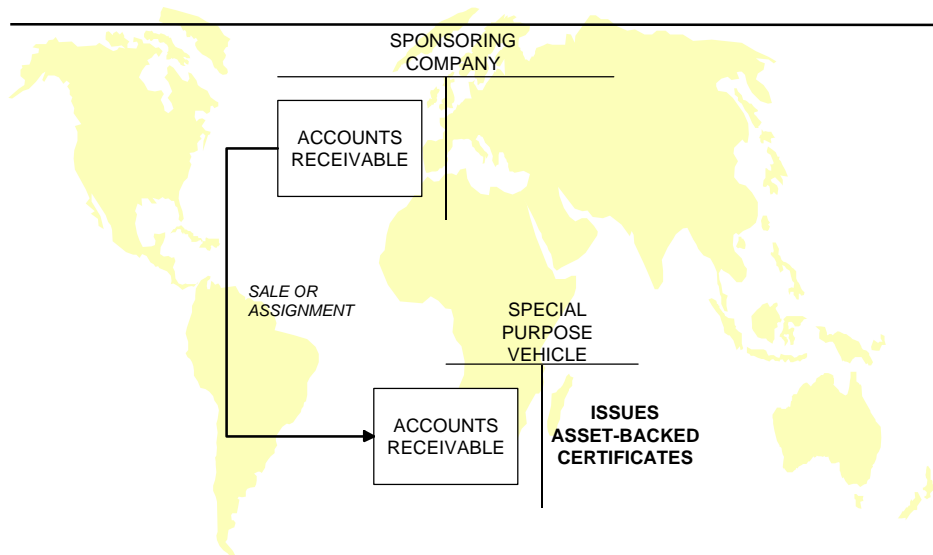 SPONSORING
COMPANY
ACCOUNTS
RECEIVABLE
SALE OR
ASSIGNMENT
SPECIAL
PURPOSE
VEHICLE
ACCOUNTS
RECEIVABLE
ISSUES
ASSET-BACKED
CERTIFICATES